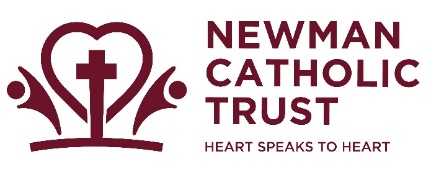 NEWMAN
CATHOLIC
TRUST
HEART SPEAKS TO HEART